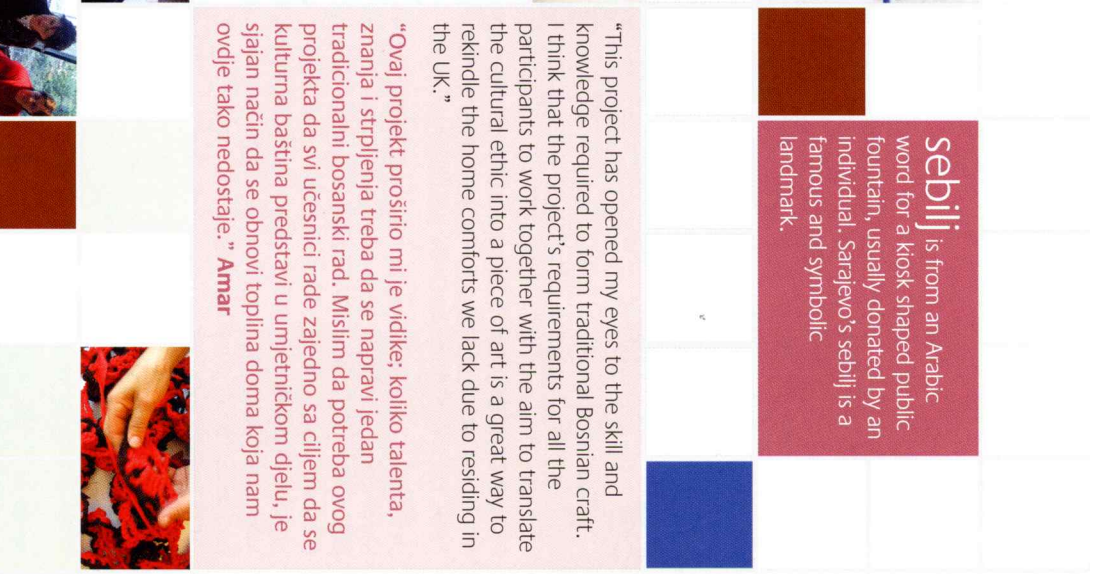 sebilj is from an Arabic
word for a kiosk shaped public
fountain, usually donated by an
individual. Sarajevo's sebilj is a
famous and symbolic
landmark.
“This project has opened my eyes to the skill and
knowledge required to form traditional Bosnian craft.
I think that the project's requirements for all the
participants to work together with the aim to translate
the cultural ethic into a piece of art is a great way to
rekindle the home comforts we lack due to residing in
the UK.”
“Ovaj projekt proširio mi je vidike; koliko talenta,
znanja i strpljenja treba da se napravi jedan
tradicionalni bosanski rad. Mislim da potreba ovog
projekta da svi učesnici rade zajedno sa ciljem da se
kulturna baština predstavi u umjetničkom djelu, je
sjajan način da se obnovi toplina doma koja nam
ovdje tako nedostaje.” Amar